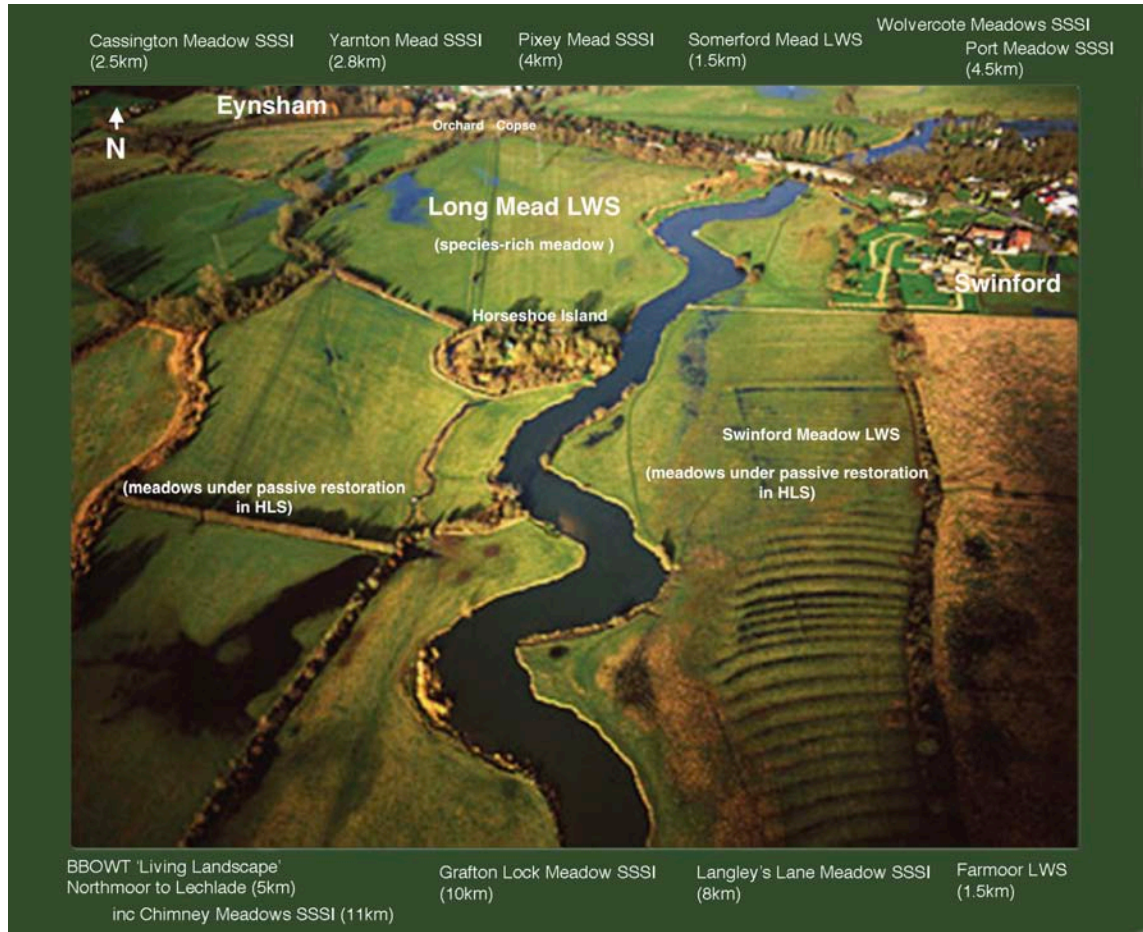 Wolvercote Meadows SSSI
Cassington Meadow SSSI
(2.5km)
Yarnton Mead SSSI
(2.8km)
Pixey Mead SSSI
(4km)
Somerford Mead LWS
(1.5km)
Port Meadow SSSI
(4.5km)
N
Eynsham
Orchard Copse
Long Mead LWS
(species-rich meadow )
Swinford
Horseshoe Island
Swinford Meadow LWS
(meadows under passive restoration
in HLS)
(meadows under passive restoration
in HLS)
BBOWT 'Living Landscape'
Northmoor to Lechlade (5km)
inc Chimney Meadows SSSI (11km)
Grafton Lock Meadow SSSI
(10km)
Langley's Lane Meadow SSSI
(8km)
Farmoor LWS
(1.5km)